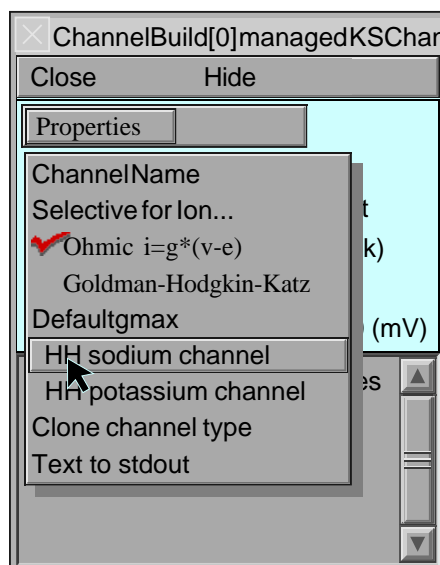 ChannelBuild[0]managedKSChar
Close Hide
Properties
ChannelName
Selective for Ion... t
Ohmic i=g*(v-e) k)
Goldman-Hodgkin-Katz
Defaultgmax (mV)
HH sodium channel
HH potassium channel es
Clone channel type
Text to stdout